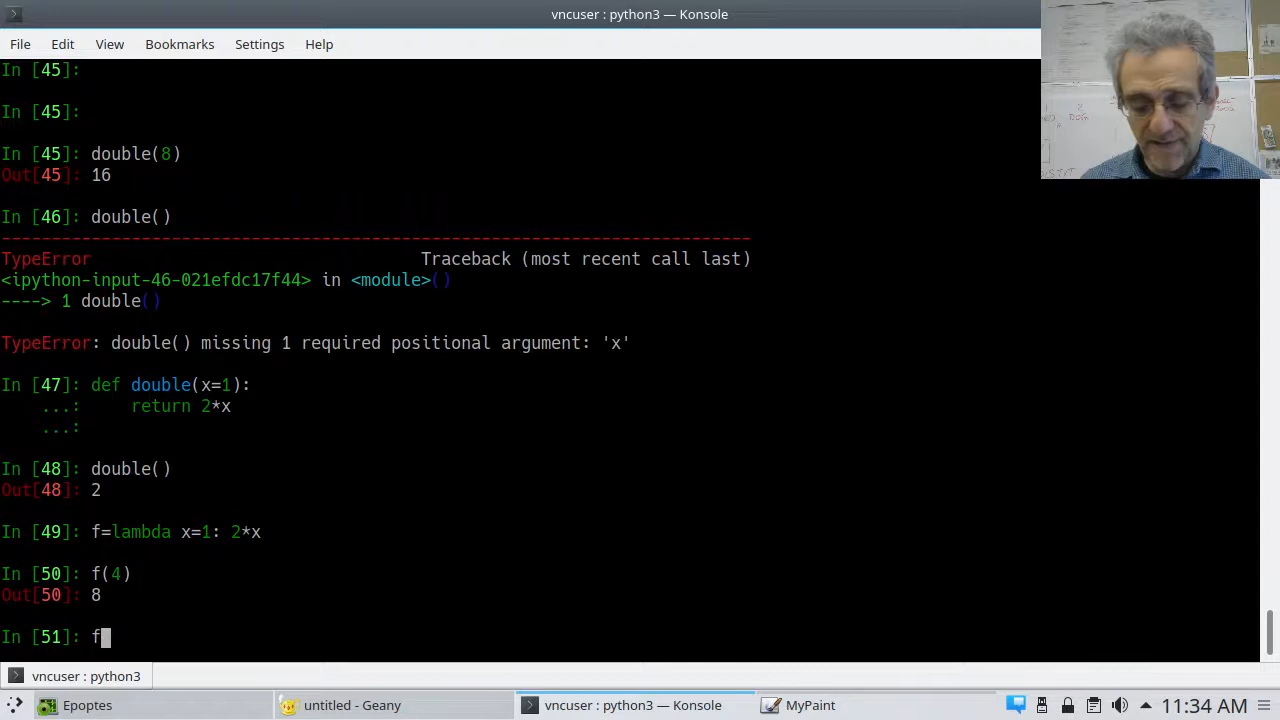 vncuser : python3 — Konsole
File Edit View Bookmarks Settings Help
In [45]:
In [45]:
In [45]: double(8)
Out[45]: 16
In [46]: double()
---------------------------------------------------------------------------
TypeError                                 Traceback (most recent call last)
<ipython-input-46-021efdc17f44> in <module>()
----> 1 double()
TypeError: double() missing 1 required positional argument: 'x'
In [47]: def double(x=1):
    ...:     return 2*x
    ...:
In [48]: double()
Out[48]: 2
In [49]: f=lambda x=1: 2*x
In [50]: f(4)
Out[50]: 8
In [51]: f
vncuser : python3
Epoptes untitled - Geany vncuser : python3 — Konsole MyPaint 11:34 AM